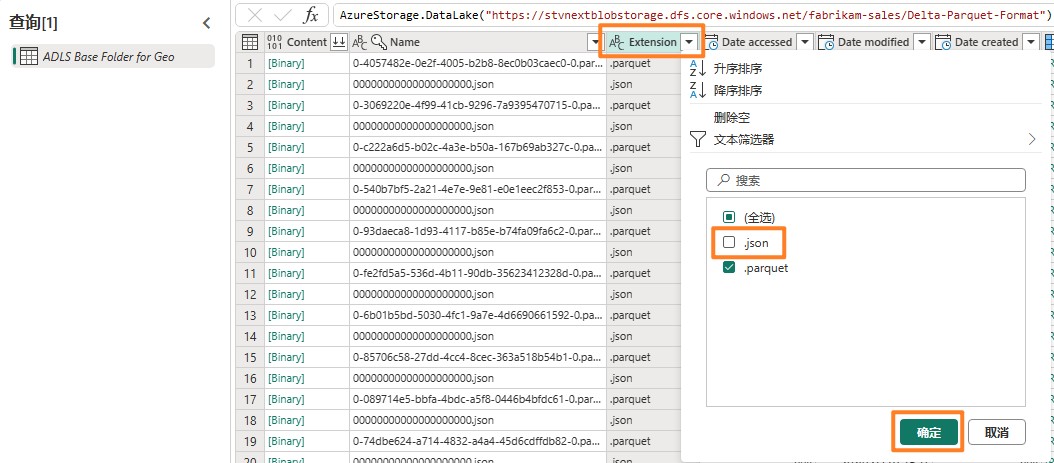 查询[1]
ADLS Base Folder for Geo
fx
AzureStorage.DataLake("https://stvnextblobstorage.dfs.core.windows.net/fabrikam-sales/Delta-Parquet-Format")
010 101 Content ABC Name ABC Extension Date accessed Date modified Date created
1 [Binary] 0-4057482e-0e2f-4005-b2b8-8ec0b03caec0-0.pa... .parquet
2 [Binary] 00000000000000000000.json .json
3 [Binary] 0-3069220e-4f99-41cb-9296-7a9395470715-0.pa... .parquet
4 [Binary] 00000000000000000000.json .json
5 [Binary] 0-c222a6d5-b02c-4a3e-b50a-167b69ab327c-0.pa... .parquet
6 [Binary] 00000000000000000000.json .json
7 [Binary] 0-540b7bf5-2a21-4e7e-9e81-e0e1eec2f853-0.pa... .parquet
8 [Binary] 00000000000000000000.json .json
9 [Binary] 0-93daeca8-1d93-4117-b85e-b74fa09fa6c2-0.pa... .parquet
10 [Binary] 00000000000000000000.json .json
11 [Binary] 0-fe2fd5a5-536d-4b11-90db-35623412328d-0.pa... .parquet
12 [Binary] 00000000000000000000.json .json
13 [Binary] 0-6b01b5bd-5030-4fc1-9a7e-4d6690661592-0.pa... .parquet
14 [Binary] 00000000000000000000.json .json
15 [Binary] 0-85706c58-27dd-4cc4-8cec-363a518b54b1-0.pa... .parquet
16 [Binary] 00000000000000000000.json .json
17 [Binary] 0-089714e5-bbfa-4bdc-a5f8-0446b4bfdc61-0.pa... .parquet
18 [Binary] 00000000000000000000.json .json
19 [Binary] 0-74dbe624-a714-4832-a4a4-45d6cdffdb82-0.pa... .parquet
升序排序
降序排序
删除空
文本筛选器
搜索
(全选)
.json
.parquet
确定 取消